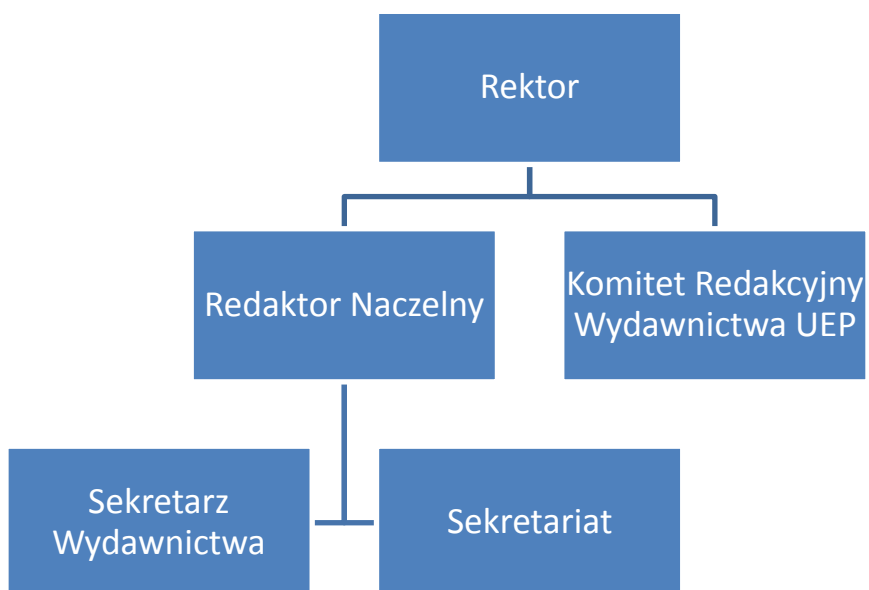 Rektor
Redaktor Naczelny
Komitet Redakcyjny
Wydawnictwa UEP
Sekretarz
Wydawnictwa
Sekretariat